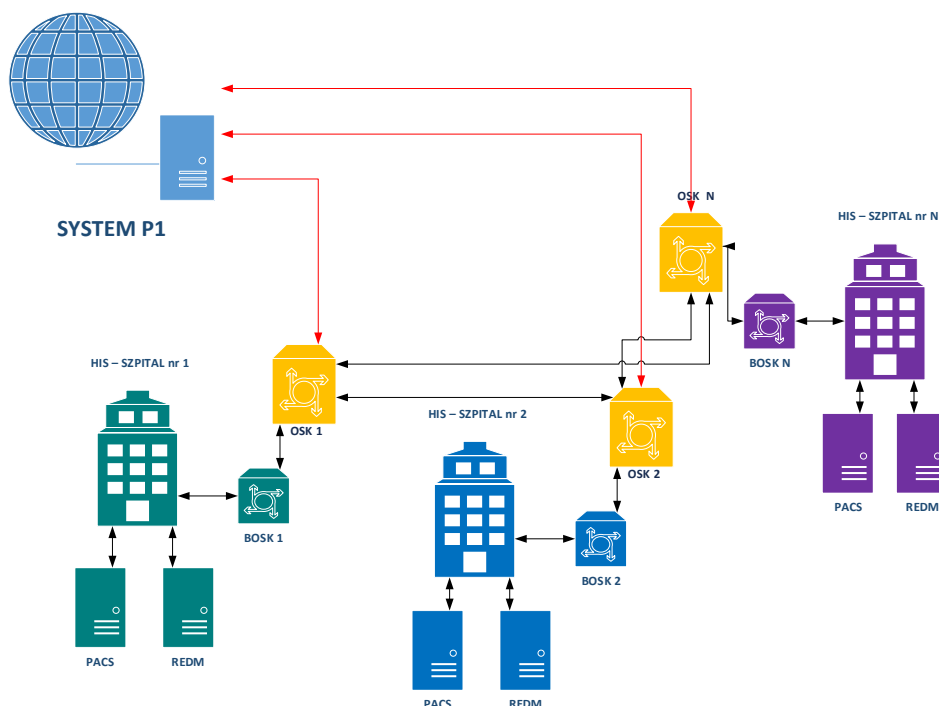 SYSTEM P1
OSK N
HIS – SZPITAL nr N
BOSK N
HIS – SZPITAL nr 1
OSK 1
HIS – SZPITAL nr 2
OSK 2
PACS
REDM
BOSK 1
BOSK 2
PACS
REDM
PACS
REDM